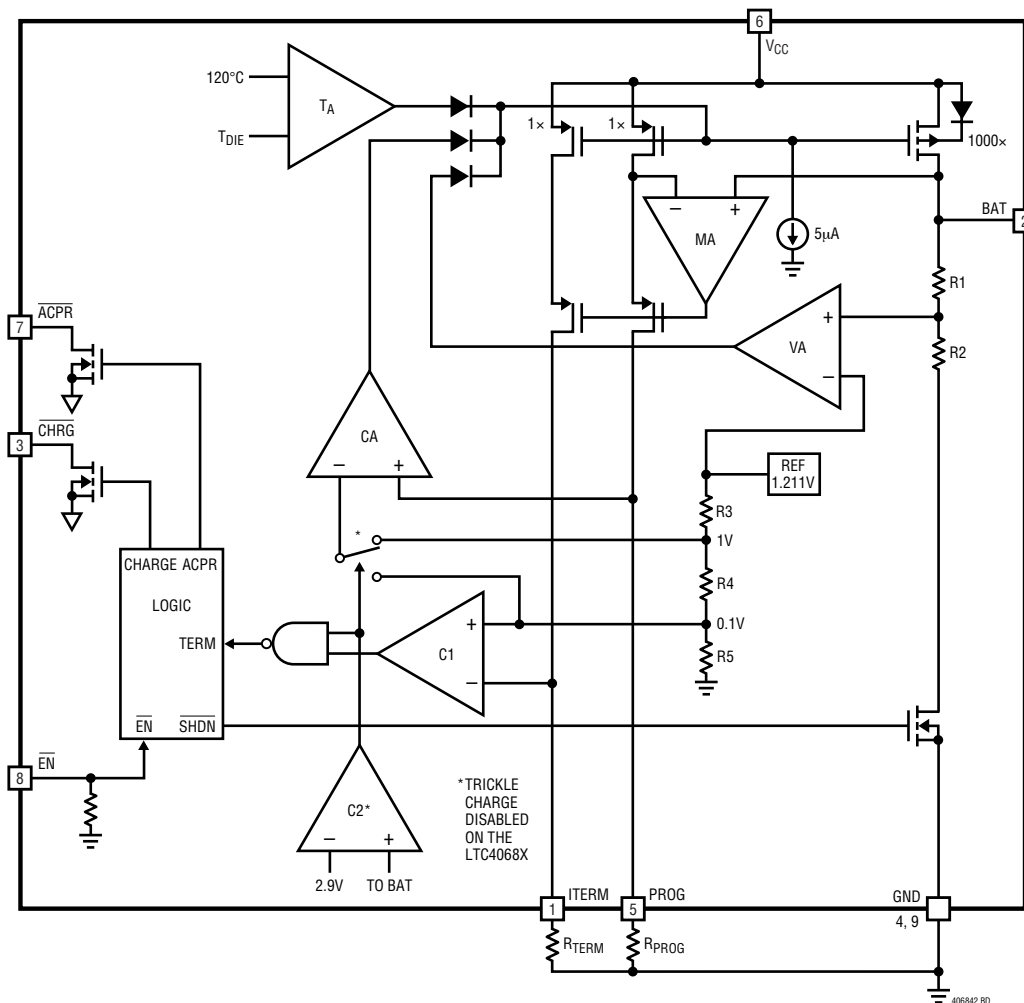 6
VCC
120°C
TA
TDIE
1×
1×
1000×
MA
–
+
5µA
BAT
2
R1
R2
VA
+
–
ACPR
7
CHRG
3
CA
–
+
REF
1.211V
R3
*
1V
R4
0.1V
R5
CHARGE ACPR
LOGIC
TERM
EN
SHDN
C1
+
–
EN
8
C2*
–
+
2.9V
TO BAT
*TRICKLE
CHARGE
DISABLED
ON THE
LTC4068X
ITERM
1
PROG
5
GND
4, 9
RTERM
RPROG
406842 BD